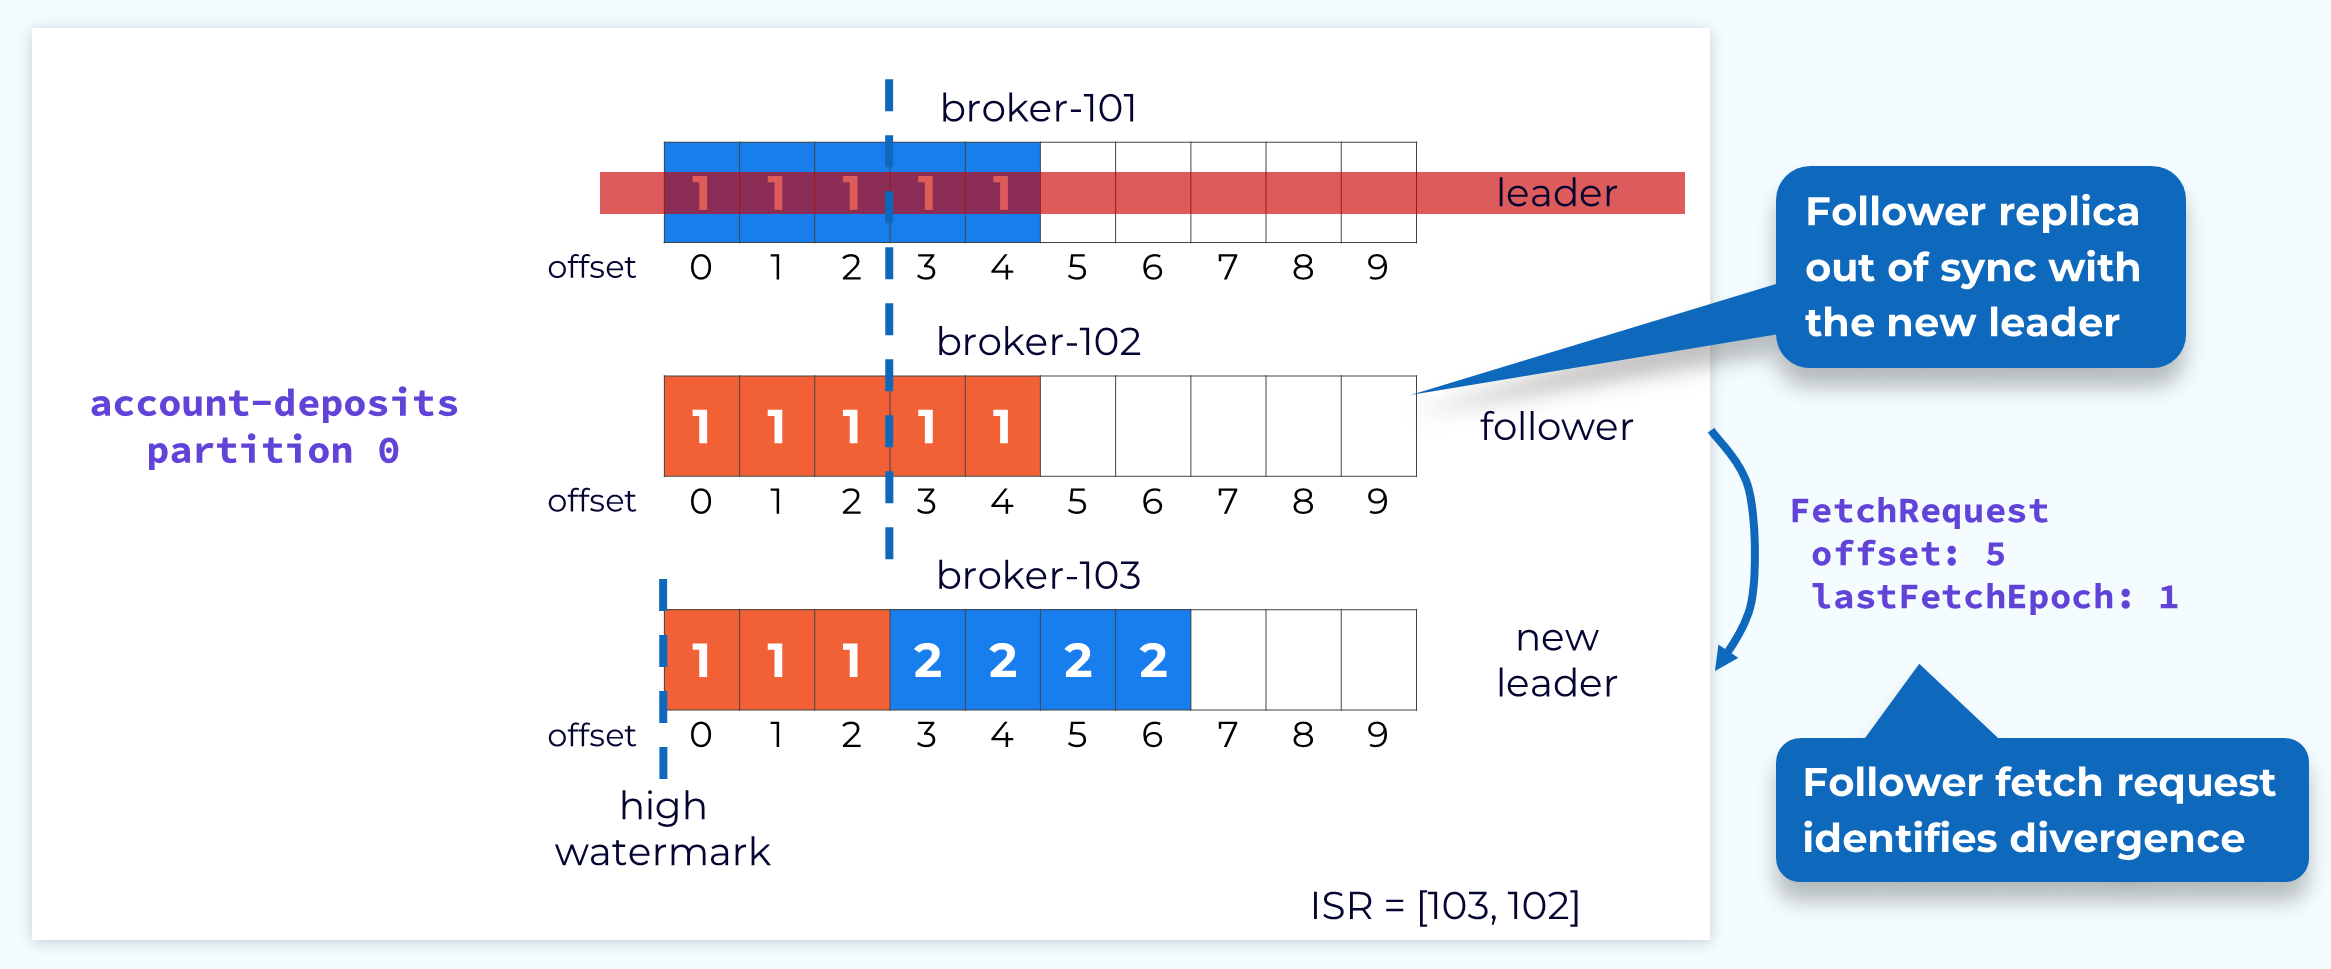 broker-101
1 1 1 1 1
leader
offset 0 1 2 3 4 5 6 7 8 9
Follower replica
out of sync with
the new leader
broker-102
account-deposits
partition 0
1 1 1 1 1
follower
offset 0 1 2 3 4 5 6 7 8 9
FetchRequest
offset: 5
lastFetchEpoch: 1
broker-103
1 1 1 2 2 2 2
new
leader
offset 0 1 2 3 4 5 6 7 8 9
high
watermark
Follower fetch request
identifies divergence
ISR = [103, 102]